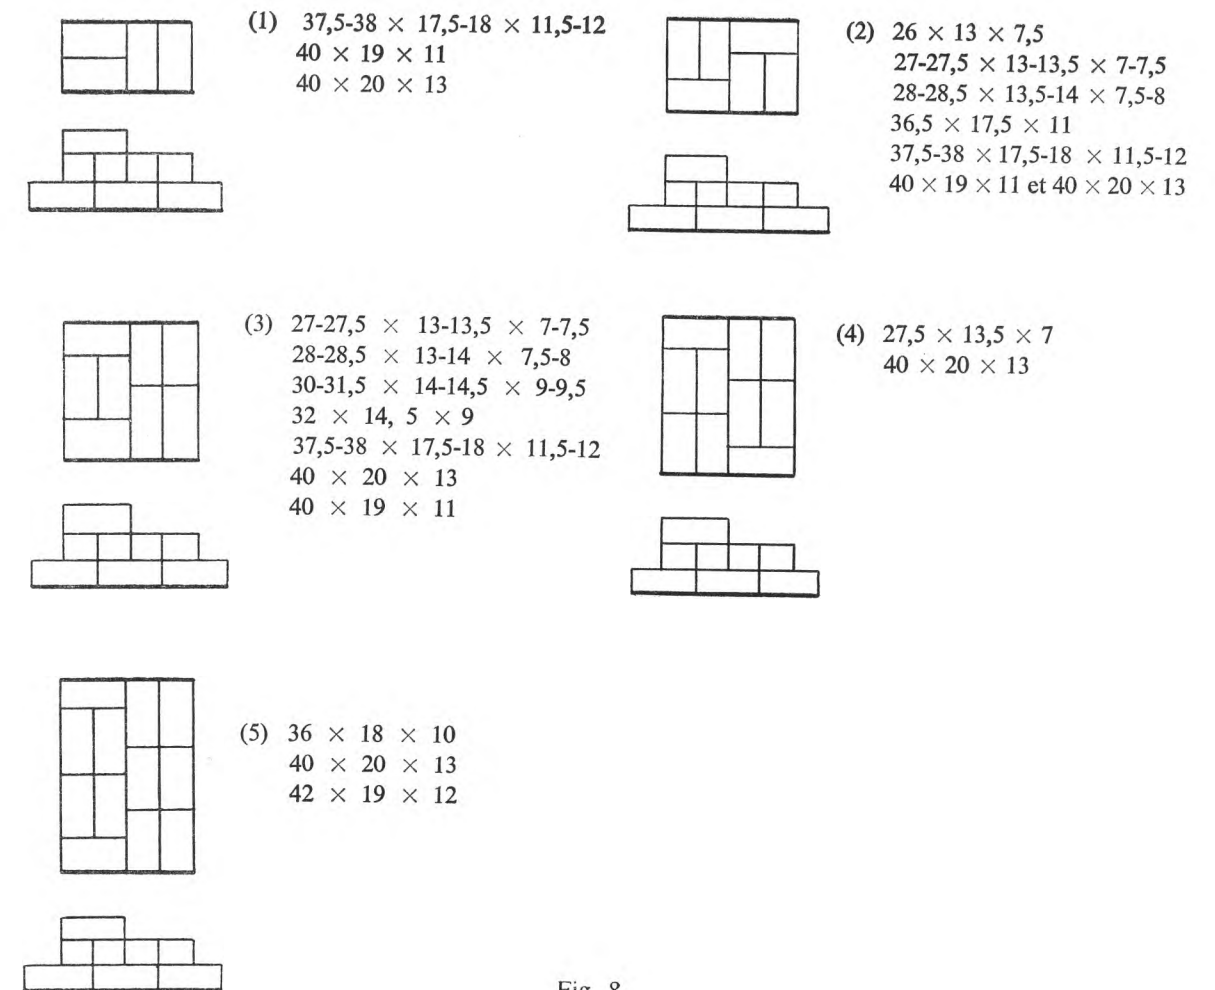 (1) 37,5-38 × 17,5-18 × 11,5-12
40 × 19 × 11
40 × 20 × 13
(2) 26 × 13 × 7,5
27-27,5 × 13-13,5 × 7-7,5
28-28,5 × 13,5-14 × 7,5-8
36,5 × 17,5 × 11
37,5-38 × 17,5-18 × 11,5-12
40 × 19 × 11 et 40 × 20 × 13
(3) 27-27,5 × 13-13,5 × 7-7,5
28-28,5 × 13-14 × 7,5-8
30-31,5 × 14-14,5 × 9-9,5
32 × 14, 5 × 9
37,5-38 × 17,5-18 × 11,5-12
40 × 20 × 13
40 × 19 × 11
(4) 27,5 × 13,5 × 7
40 × 20 × 13
(5) 36 × 18 × 10
40 × 20 × 13
42 × 19 × 12
Fig. 8